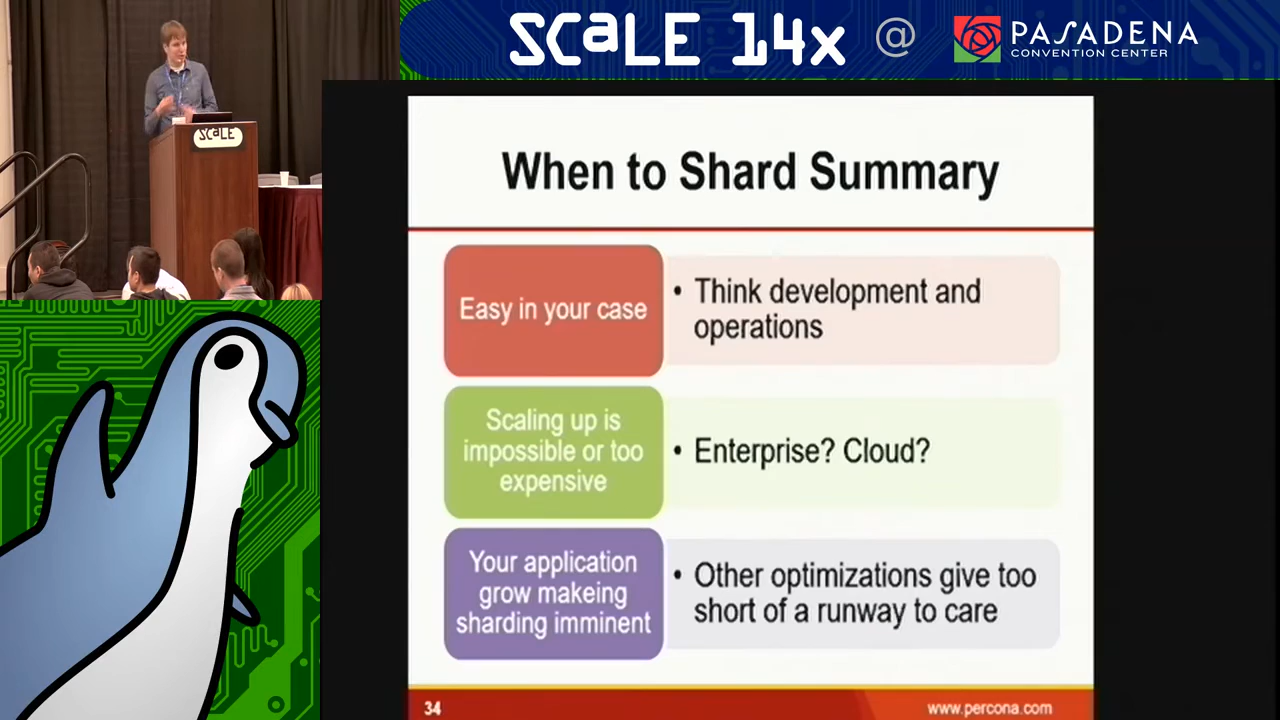 SCaLE 14x @ PASADENA
CONVENTION CENTER
SCaLE
When to Shard Summary
Easy in your case
• Think development and
operations
Scaling up is
impossible or too
expensive
• Enterprise? Cloud?
Your application
grow makeing
sharding imminent
• Other optimizations give too
short of a runway to care
34
www.percona.com